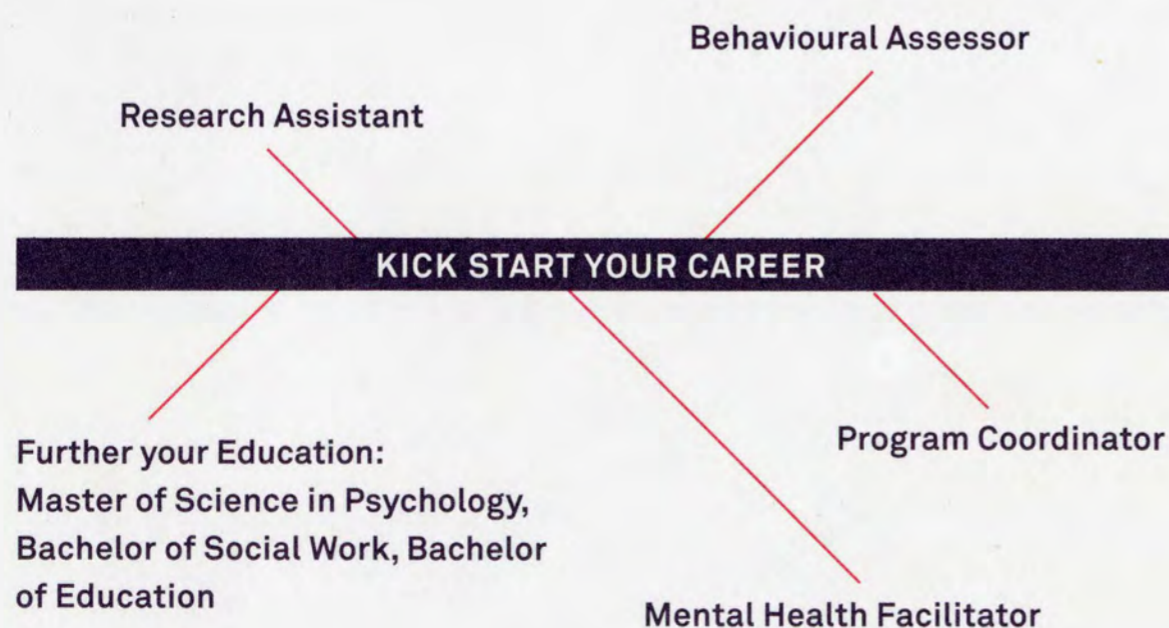 Behavioural Assessor
Research Assistant
KICK START YOUR CAREER
Further your Education:
Master of Science in Psychology,
Bachelor of Social Work, Bachelor
of Education
Program Coordinator
Mental Health Facilitator